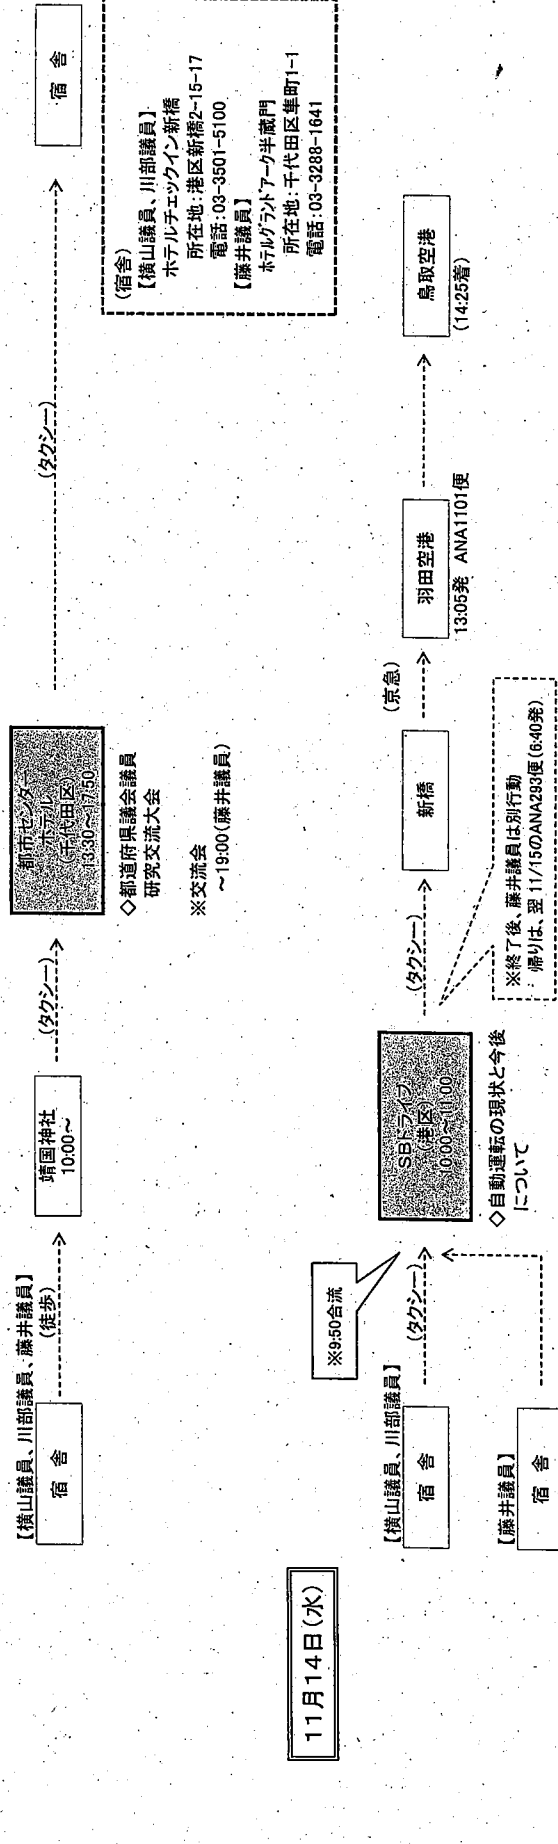 【横山議員、川部議員、藤井議員】
宿 舎
(徒歩)
靖国神社
10:00~
(タクシー)
都市センター
ホテル
(千代田区)
13:30~17:50
◇都道府県議会議員
研究交流大会
※交流会
~19:00(藤井議員)
(タクシー)
宿 舎
(宿舎)
【横山議員、川部議員】
ホテルチェックイン新橋
所在地:港区新橋2-15-17
電話:03-3501-5100
【藤井議員】
ホテルグランドアーク半蔵門
所在地:千代田区隼町1-1
電話:03-3288-1641
11月14日(水)
【横山議員、川部議員】
宿 舎
(タクシー)
※9:50合流
【藤井議員】
宿 舎
SBドライブ
(港区)
10:00~11:00
◇自動運転の現状と今後
について
(タクシー)
※終了後、藤井議員は別行動
帰りは、翌11/15のANA293便(6:40発)
新橋
(京急)
羽田空港
13:05発 ANA1101便
鳥取空港
(14:25着)